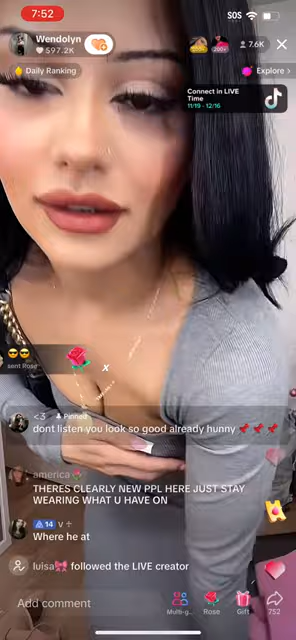 7:52
SOS
Wendolyn
597.2K
200+
7.6K
Daily Ranking
Explore >
Connect in LIVE
Time
11/19 - 12/16
sent Rose
x
<3 Pinned
dont listen you look so good already hunny
america
THERES CLEARLY NEW PPL HERE JUST STAY
WEARING WHAT U HAVE ON
14 V ÷
Where he at
luisa followed the LIVE creator
Add comment
Multi-g...
Rose
Gift
752